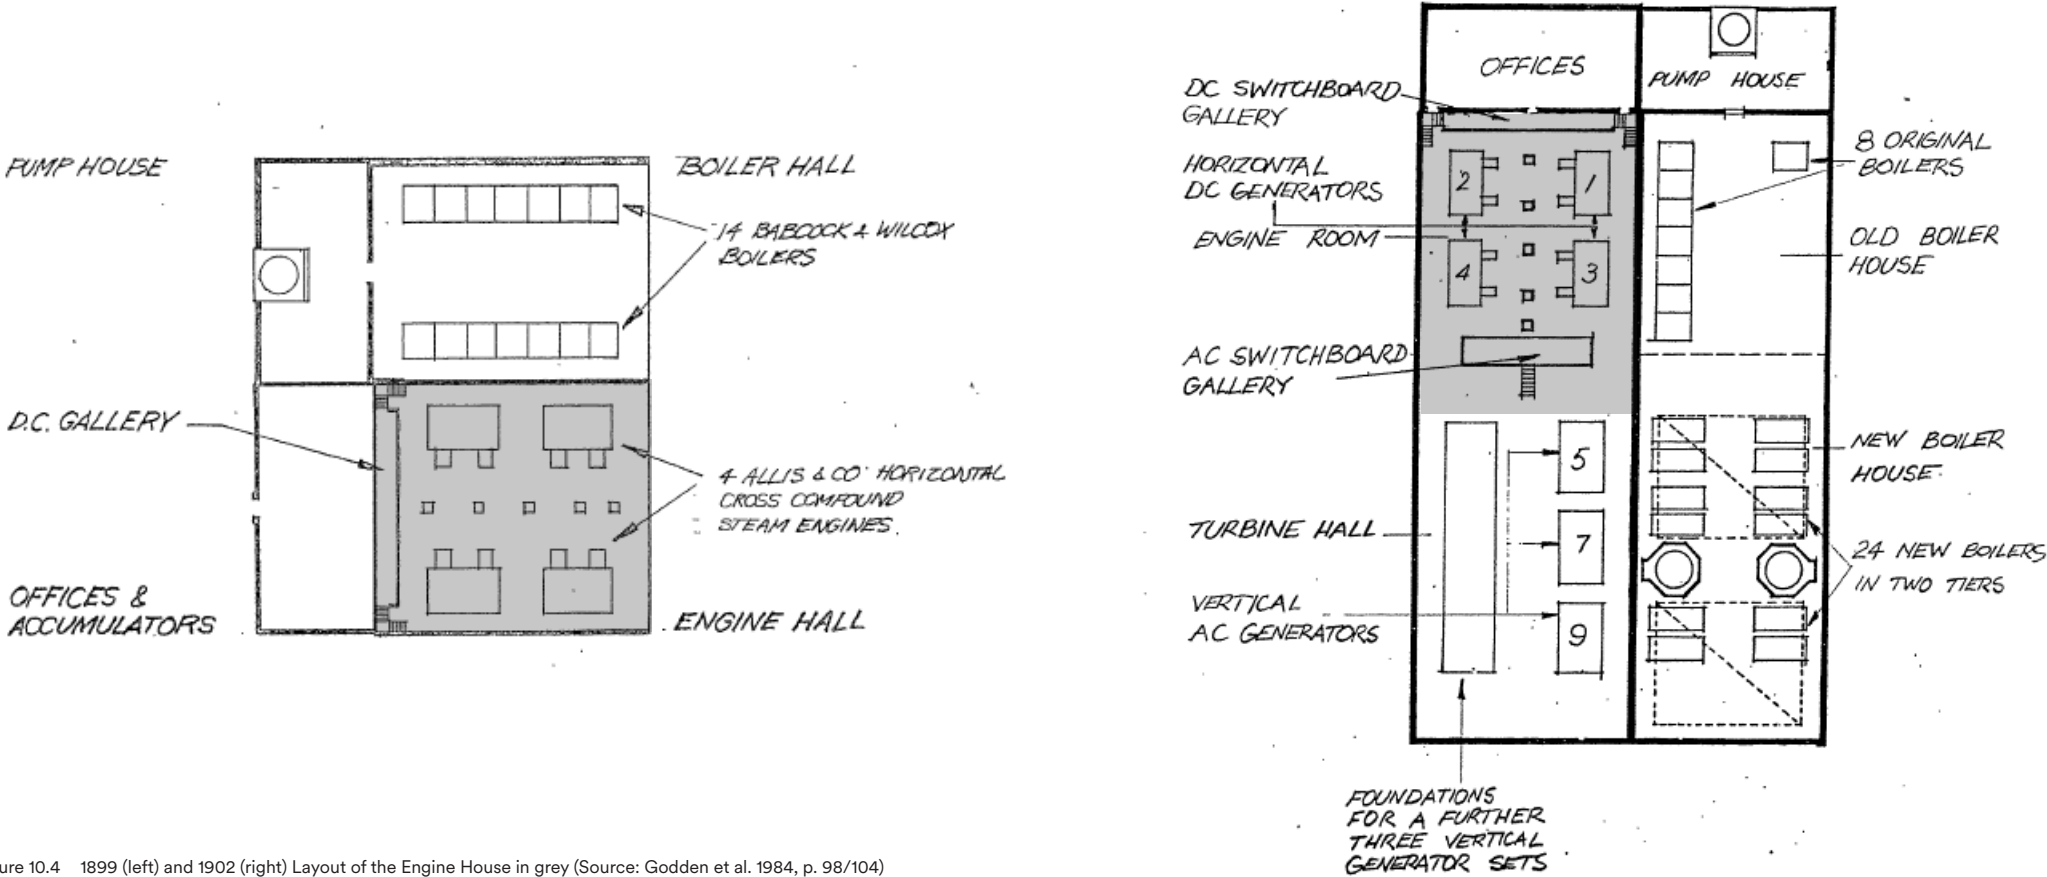 PUMP HOUSE
BOILER HALL
14 BABCOCK & WILCOX
BOILERS
D.C. GALLERY
4 ALLIS & CO HORIZONTAL
CROSS COMPOUND
STEAM ENGINES.
OFFICES &
ACCUMULATORS
ENGINE HALL
OFFICES
PUMP HOUSE
DC SWITCHBOARD
GALLERY
HORIZONTAL
DC GENERATORS
ENGINE ROOM
2
1
4
3
8 ORIGINAL
BOILERS
OLD BOILER
HOUSE
AC SWITCHBOARD
GALLERY
5
7
9
NEW BOILER
HOUSE
TURBINE HALL
24 NEW BOILERS
IN TWO TIERS
VERTICAL
AC GENERATORS
FOUNDATIONS
FOR A FURTHER
THREE VERTICAL
GENERATOR SETS
ure 10.4 1899 (left) and 1902 (right) Layout of the Engine House in grey (Source: Godden et al. 1984, p. 98/104)